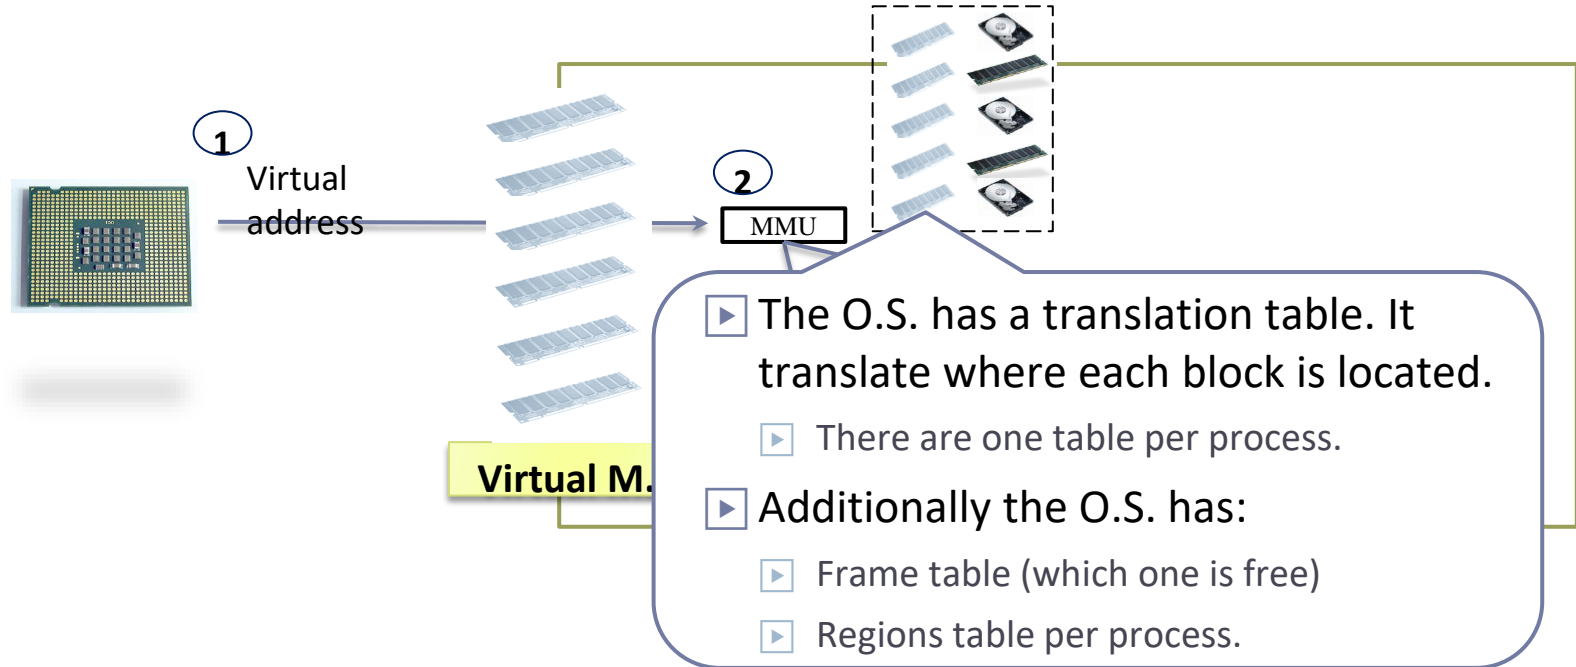 1
Virtual
address
2
MMU
Virtual M.
The O.S. has a translation table. It
translate where each block is located.
There are one table per process.
Additionally the O.S. has:
Frame table (which one is free)
Regions table per process.